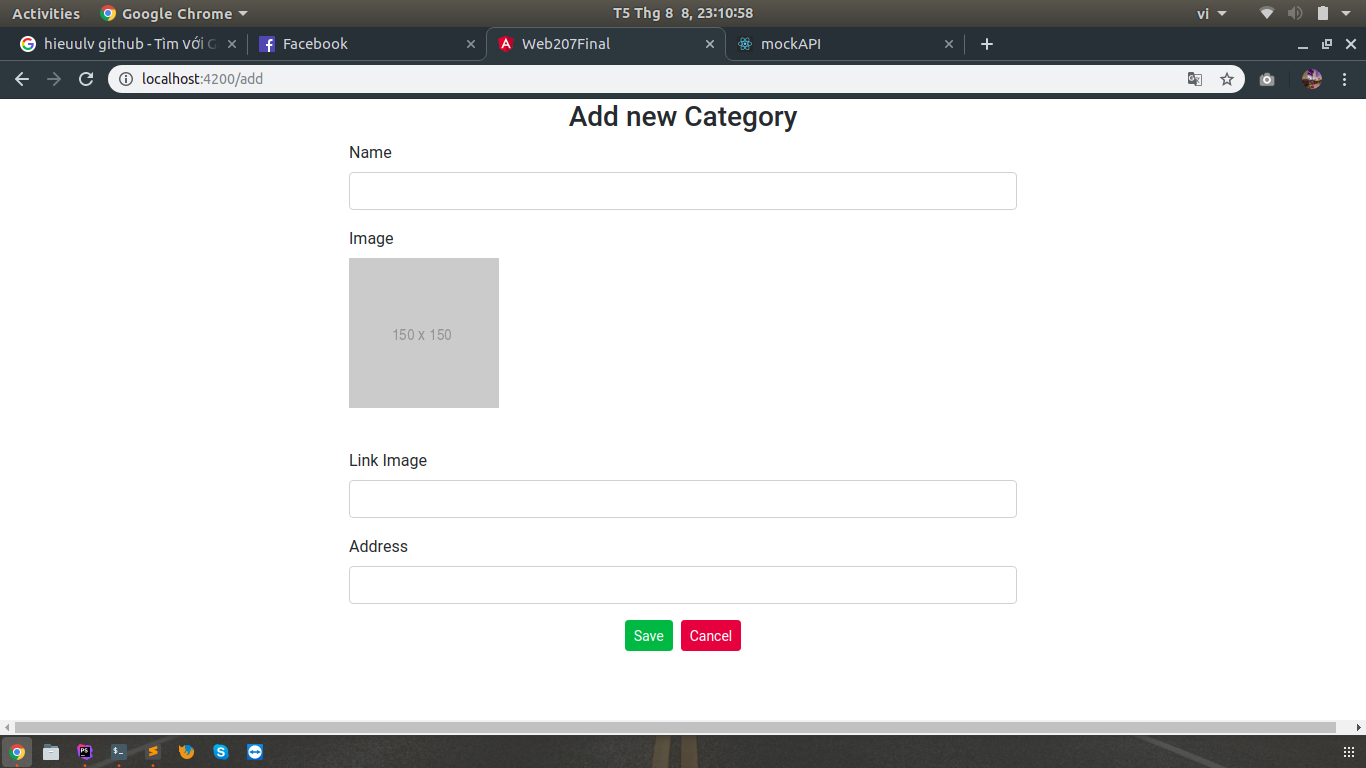 Activities Google Chrome T5 Thg 8 8, 23:10:58 vi
hieuulv github - Tìm Với G Facebook Web207Final mockAPI
localhost:4200/add
Add new Category
Name
Image
150 x 150
Link Image
Address
Save Cancel